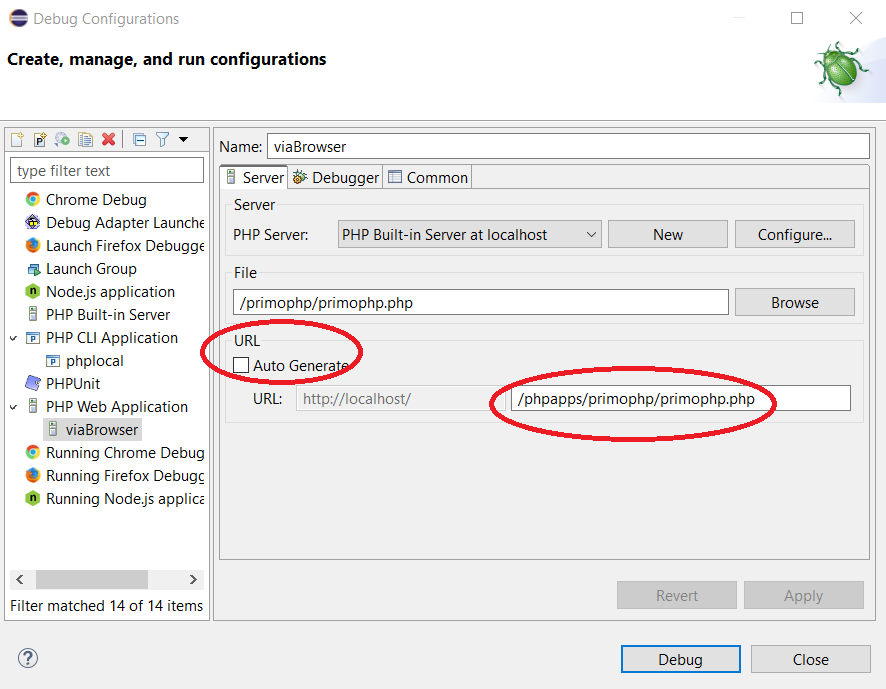 Debug Configurations
Create, manage, and run configurations
type filter text
Chrome Debug
Debug Adapter Launche
Launch Firefox Debugge
Launch Group
Node.js application
PHP Built-in Server
PHP CLI Application
phplocal
PHPUnit
PHP Web Application
viaBrowser
Running Chrome Debug
Running Firefox Debugg
Running Node.js applica
Filter matched 14 of 14 items
Name: viaBrowser
Server Debugger Common
Server
PHP Server: PHP Built-in Server at localhost New Configure...
File
/primophp/primophp.php Browse
URL
Auto Generate
URL: http://localhost/ /phpapps/primophp/primophp.php
Revert Apply
Debug Close